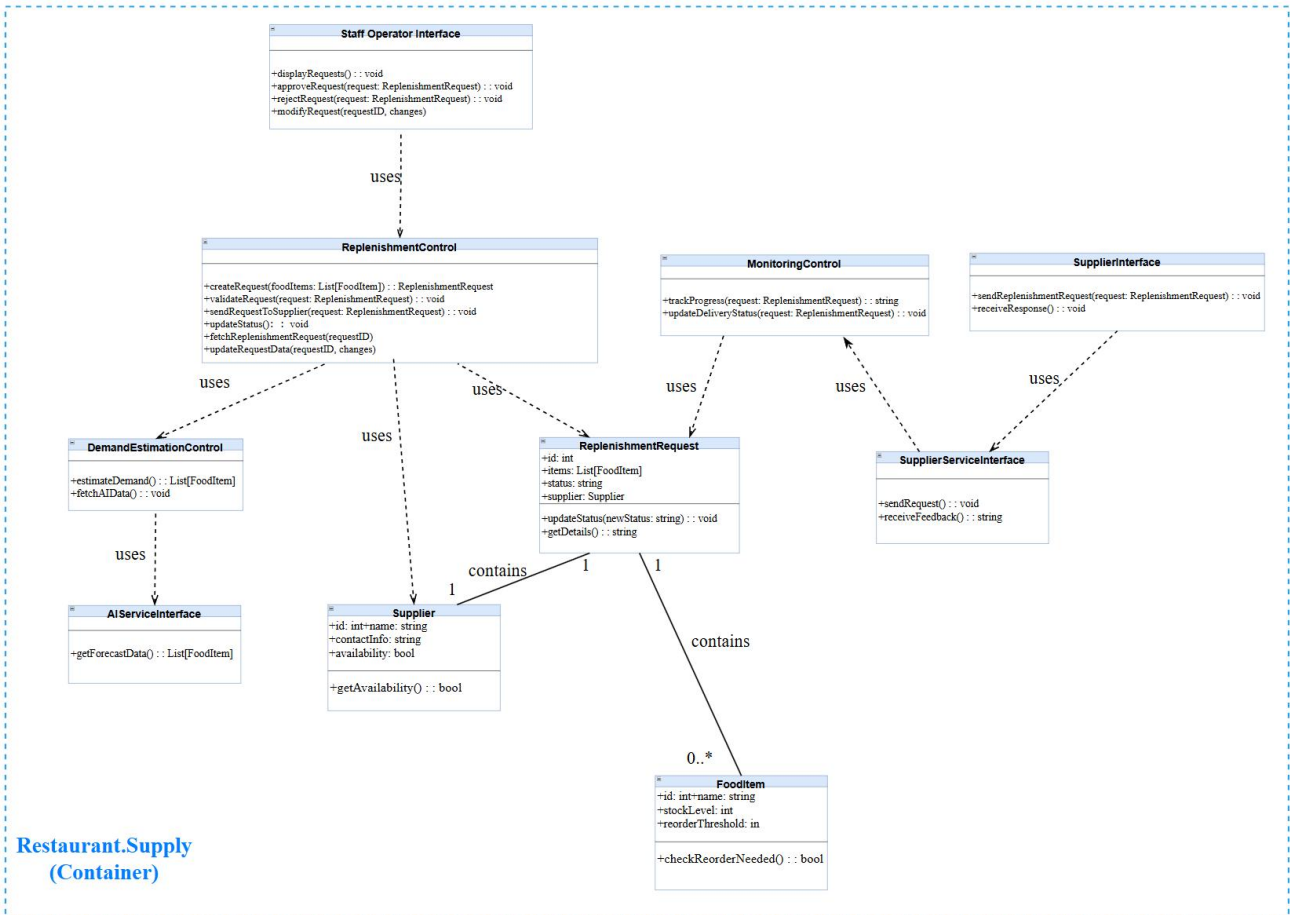 Staff Operator Interface
+displayRequests() : : void
+approveRequest(request: ReplenishmentRequest) : : void
+rejectRequest(request: ReplenishmentRequest) : : void
+modifyRequest(requestID, changes)
uses
ReplenishmentControl
+createRequest(foodItems: List[FoodItem]) : : ReplenishmentRequest
+validateRequest(request: ReplenishmentRequest) : : void
+sendRequestToSupplier(request: ReplenishmentRequest) : : void
+updateStatus(): : void
+fetchReplenishmentRequest(requestID)
+updateRequestData(requestID, changes)
MonitoringControl
+trackProgress(request: ReplenishmentRequest) : : string
+updateDeliveryStatus(request: ReplenishmentRequest) : : void
SupplierInterface
+sendReplenishmentRequest(request: ReplenishmentRequest) : : void
+receiveResponse() : : void
uses
uses
uses
uses
uses
uses
DemandEstimationControl
+estimateDemand() : : List[FoodItem]
+fetchAIData() : : void
ReplenishmentRequest
+id: int
+items: List[FoodItem]
+status: string
+supplier: Supplier
+updateStatus(newStatus: string) : : void
+getDetails() : : string
SupplierServiceInterface
+sendRequest() : : void
+receiveFeedback() : : string
uses
contains
1
1
1
AIServiceInterface
+getForecastData() : : List[FoodItem]
Supplier
+id: int+name: string
+contactInfo: string
+availability: bool
+getAvailability() : : bool
contains
0..*
FoodItem
+id: int+name: string
+stockLevel: int
+reorderThreshold: in
+checkReorderNeeded() : : bool
Restaurant.Supply
(Container)